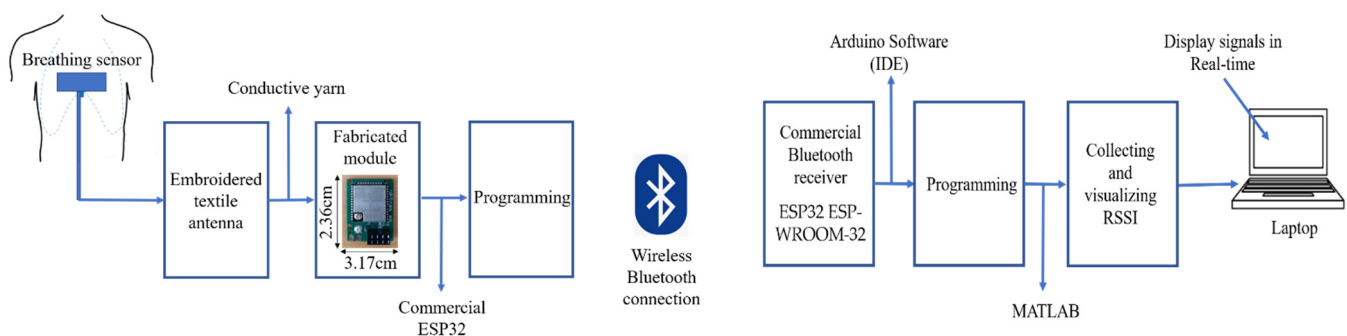 Breathing sensor
Conductive yarn
Embroidered
textile
antenna
Fabricated
module
2.36cm
3.17cm
Commercial
ESP32
Programming
Wireless
Bluetooth
connection
Commercial
Bluetooth
receiver
ESP32 ESP-
WROOM-32
Arduino Software
(IDE)
Programming
MATLAB
Collecting
and
visualizing
RSSI
Display signals in
Real-time
Laptop